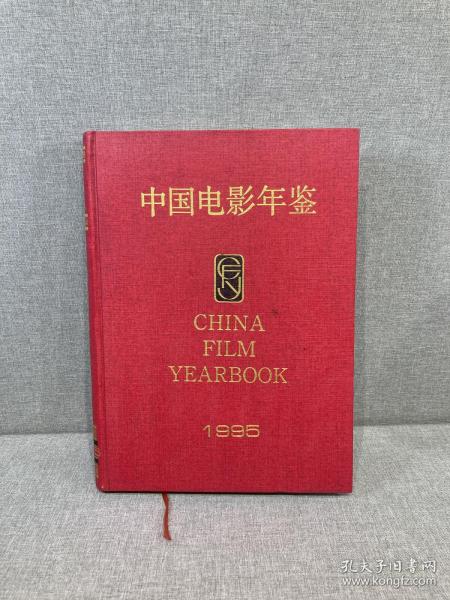 中国电影年鉴
CHINA
FILM
YEARBOOK
1995
孔夫子旧书网
www.kongfz.com